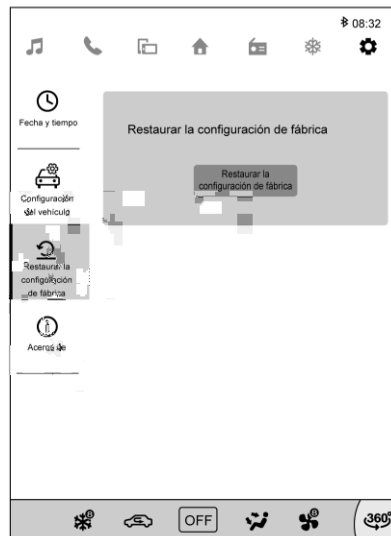 08:32
Fecha y tiempo
Restaurar la configuración de fábrica
Restaurar la
configuración de fábrica
Configuración
del vehículo
Restaurar la
configuración
de fábrica
Acerca de
OFF
360°